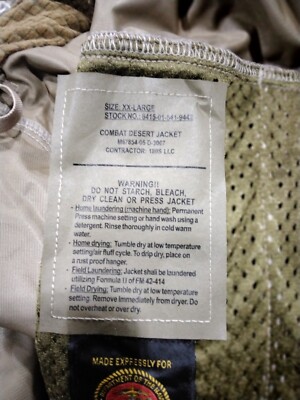 SIZE: XX-LARGE
STOCK NO.: 8415-01-541-9442
COMBAT DESERT JACKET
M67854-05 D-3007
CONTRACTOR: LLC
WARNING!!
DO NOT STARCH, BLEACH,
DRY CLEAN OR PRESS JACKET
- Home laundering (machine hand): Permanent
Press machine setting or hand wash using a
detergent. Rinse thoroughly in cold warm
water.
- Home drying: Tumble dry at low temperature
setting/air fluff cycle. To drip dry, place on
a rust proof hanger.
- Field Laundering: Jacket shall be laundered
utilizing Formula II of FM 42-414
- Field Drying: Tumble dry at low temperature
setting. Remove Immediately from dryer. Do
not overheat or over dry.
MADE EXPRESSLY FOR